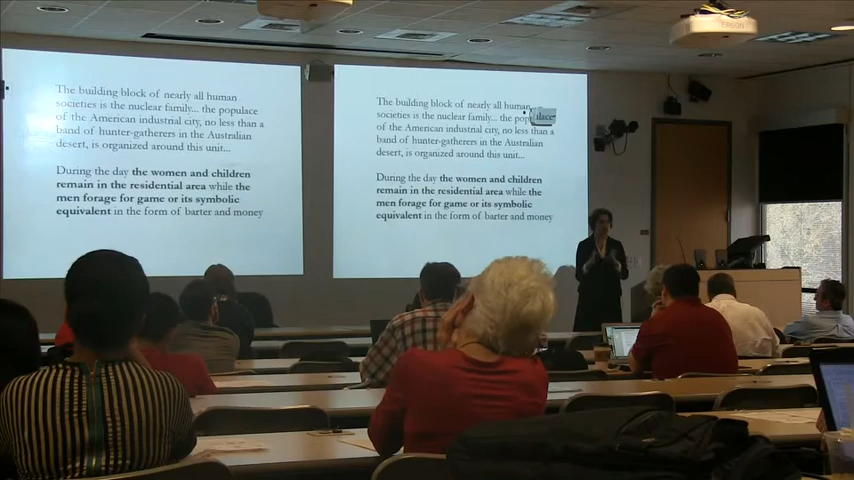 The building block of nearly all human
societies is the nuclear family... the populace
of the American industrial city, no less than a
band of hunter-gatherers in the Australian
desert, is organized around this unit...
During the day the women and children
remain in the residential area while the
men forage for game or its symbolic
equivalent in the form of barter and money
The building block of nearly all human
societies is the nuclear family... the populace
of the American industrial city, no less than a
band of hunter-gatherers in the Australian
desert, is organized around this unit...
During the day the women and children
remain in the residential area while the
men forage for game or its symbolic
equivalent in the form of barter and money
EPSON